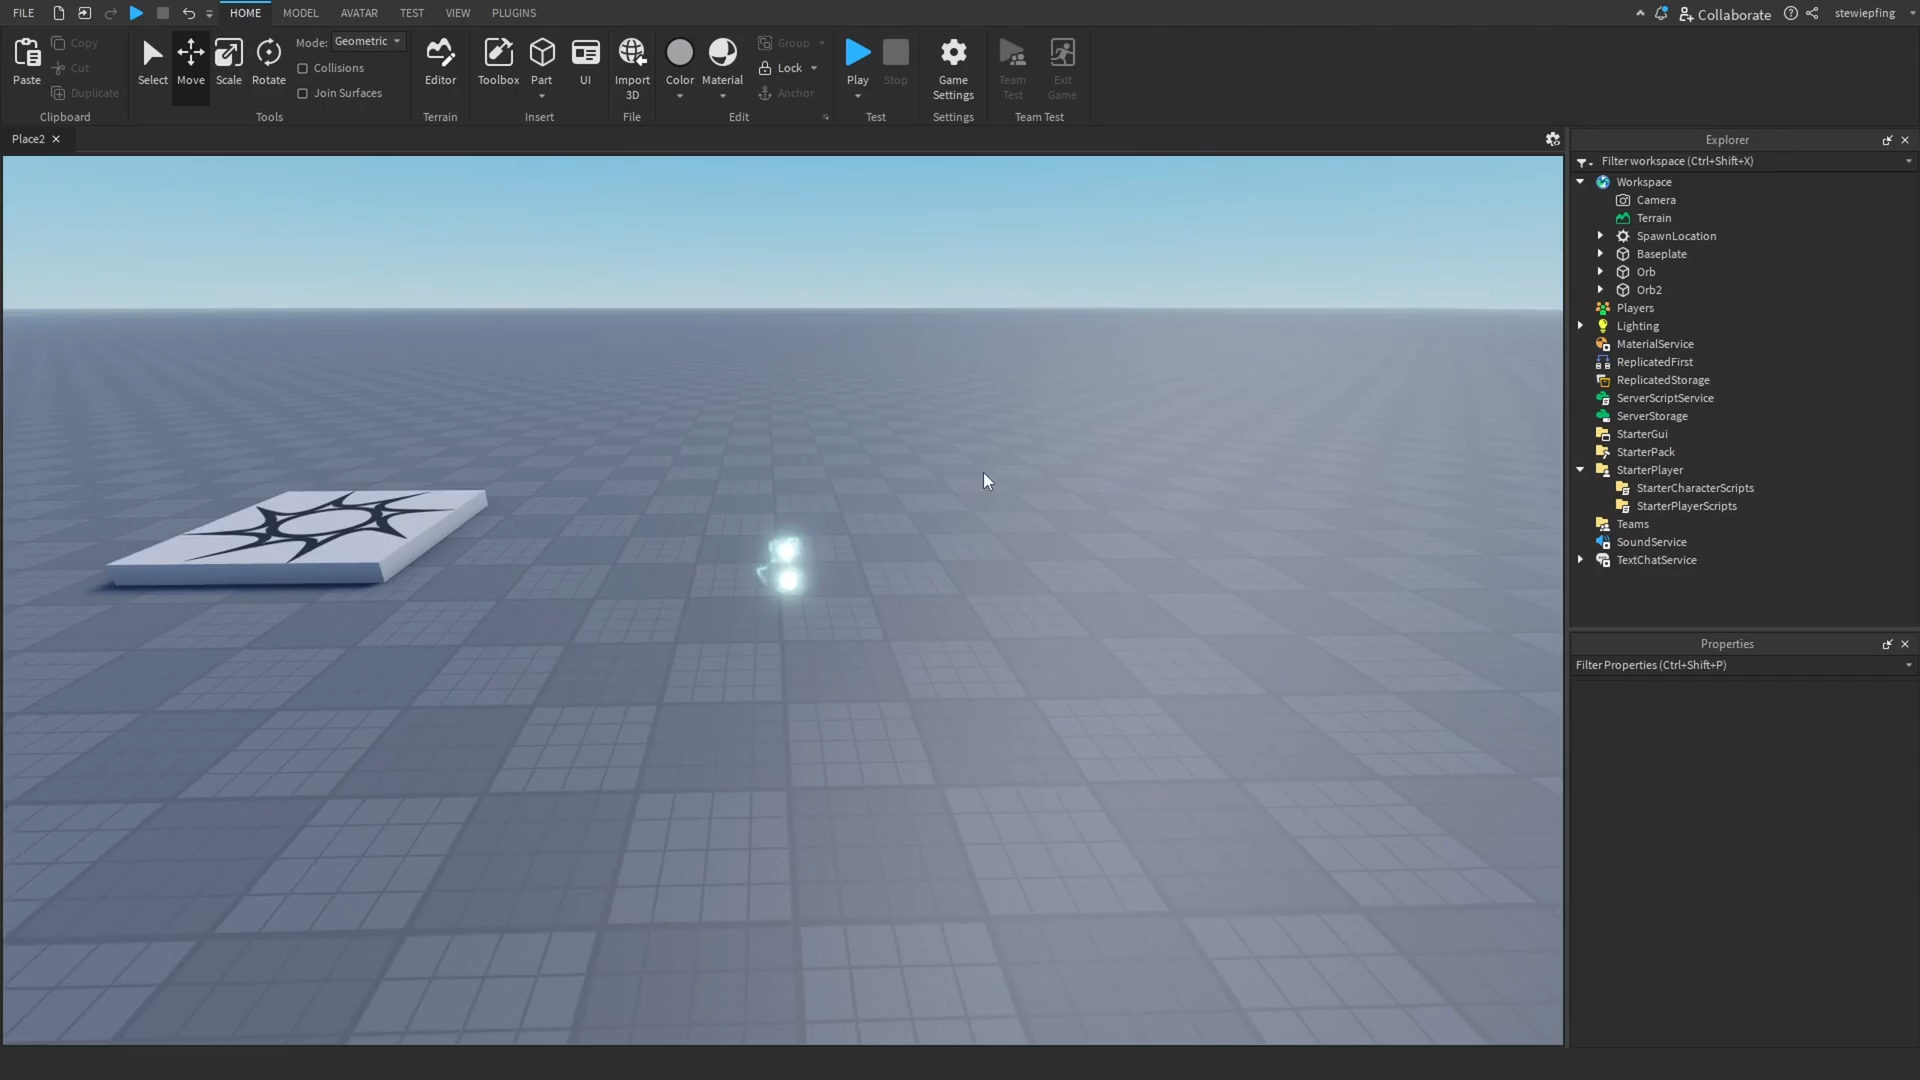 FILE HOME MODEL AVATAR TEST VIEW PLUGINS Collaborate stewiepfing
Paste Copy Cut Duplicate Clipboard
Select Move Scale Rotate Mode: Geometric Collisions Join Surfaces Tools
Editor Terrain
Toolbox Part UI Insert
Import 3D File
Color Material Group Lock Anchor Edit
Play Stop Test
Game Settings Settings
Team Test Exit Game Team Test
Place2
Explorer
Filter workspace (Ctrl+Shift+X)
Workspace
Camera
Terrain
SpawnLocation
Baseplate
Orb
Orb2
Players
Lighting
MaterialService
ReplicatedFirst
ReplicatedStorage
ServerScriptService
ServerStorage
StarterGui
StarterPack
StarterPlayer
StarterCharacterScripts
StarterPlayerScripts
Teams
SoundService
TextChatService
Properties
Filter Properties (Ctrl+Shift+P)